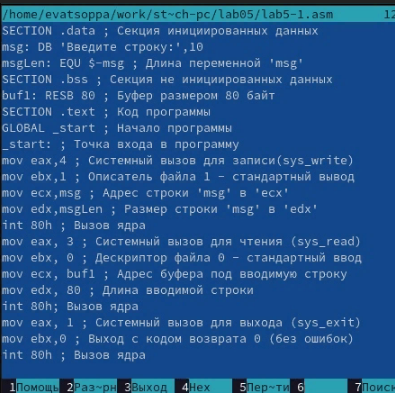 /home/evatsoppa/work/st~ch-pc/lab05/lab5-1.asm 12
SECTION .data ; Секция инициированных данных
msg: DB 'Введите строку:',10
msgLen: EQU $-msg ; Длина переменной 'msg'
SECTION .bss ; Секция не инициированных данных
buf1: RESB 80 ; Буфер размером 80 байт
SECTION .text ; Код программы
GLOBAL _start ; Начало программы
_start: ; Точка входа в программу
mov eax,4 ; Системный вызов для записи(sys_write)
mov ebx,1 ; Описатель файла 1 - стандартный вывод
mov ecx,msg ; Адрес строки 'msg' в 'ecx'
mov edx,msgLen ; Размер строки 'msg' в 'edx'
int 80h ; Вызов ядра
mov eax, 3 ; Системный вызов для чтения (sys_read)
mov ebx, 0 ; Дескриптор файла 0 - стандартный ввод
mov ecx, buf1 ; Адрес буфера под вводимую строку
mov edx, 80 ; Длина вводимой строки
int 80h; Вызов ядра
mov eax, 1 ; Системный вызов для выхода (sys_exit)
mov ebx,0 ; Выход с кодом возврата 0 (без ошибок)
int 80h ; Вызов ядра
1Помощь 2Раз~рн 3Выход 4Hex 5Пер~ти 6 7Поиск